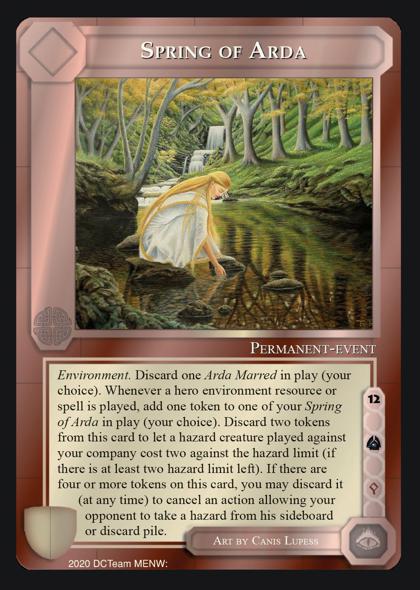 Spring of Arda
Permanent-event
Environment. Discard one Arda Marred in play (your
choice). Whenever a hero environment resource or
spell is played, add one token to one of your Spring
of Arda in play (your choice). Discard two tokens
from this card to let a hazard creature played against
your company cost two against the hazard limit (if
there is at least two hazard limit left). If there are
four or more tokens on this card, you may discard it
(at any time) to cancel an action allowing your
opponent to take a hazard from his sideboard
or discard pile.
12
Art by Canis Lupess
2020 DCTeam MENW: